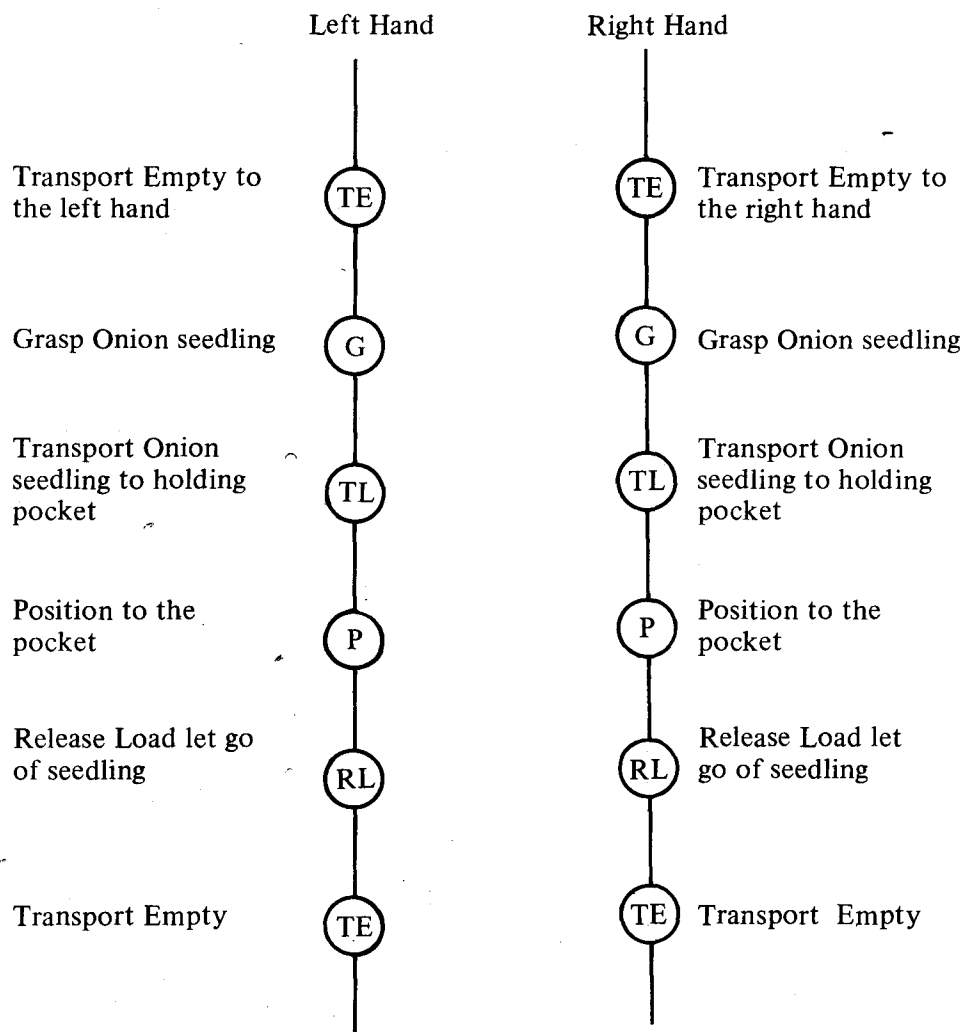 Left Hand
Right Hand
Transport Empty to
the left hand
TE
TE
Transport Empty to
the right hand
Grasp Onion seedling
G
G
Grasp Onion seedling
Transport Onion
seedling to holding
pocket
TL
TL
Transport Onion
seedling to holding
pocket
Position to the
pocket
P
P
Position to the
pocket
Release Load let go
of seedling
RL
RL
Release Load let
go of seedling
Transport Empty
TE
TE
Transport Empty